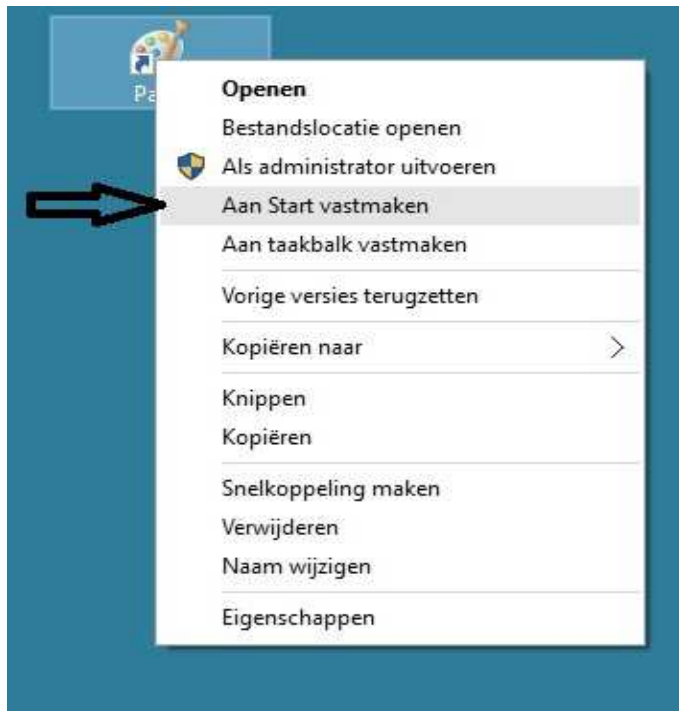 Openen
Bestandslocatie openen
Als administrator uitvoeren
Aan Start vastmaken
Aan taakbalk vastmaken
Vorige versies terugzetten
Kopiëren naar
Knippen
Kopiëren
Snelkoppeling maken
Verwijderen
Naam wijzigen
Eigenschappen